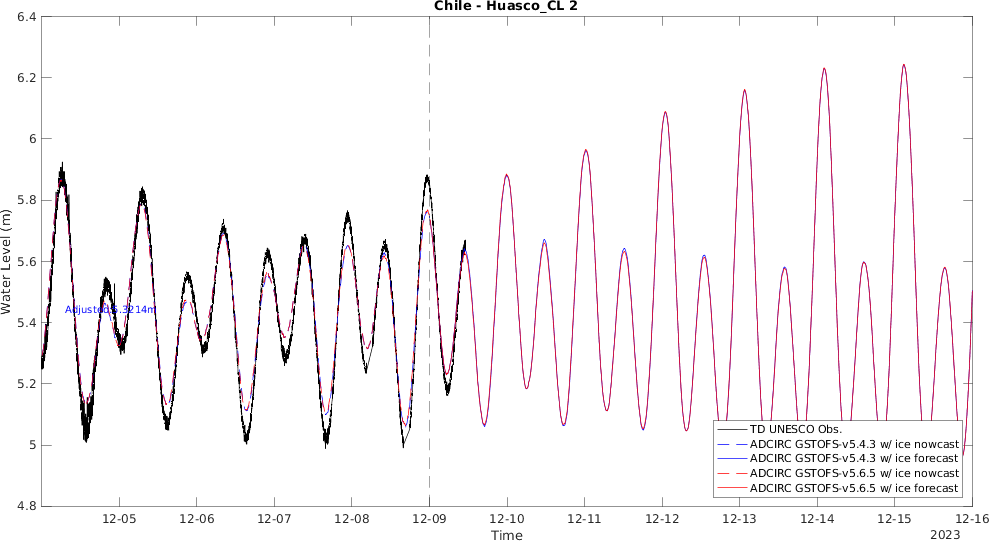 Chile - Huasco_CL 2
6.4
6.2
6
5.8
5.6
5.4
5.2
5
4.8
Water Level (m)
Adjusted:5.3214m
TD UNESCO Obs.
ADCIRC GSTOFS-v5.4.3 w/ ice nowcast
ADCIRC GSTOFS-v5.4.3 w/ ice forecast
ADCIRC GSTOFS-v5.6.5 w/ ice nowcast
ADCIRC GSTOFS-v5.6.5 w/ ice forecast
12-05 12-06 12-07 12-08 12-09 12-10 12-11 12-12 12-13 12-14 12-15 12-16
Time
2023